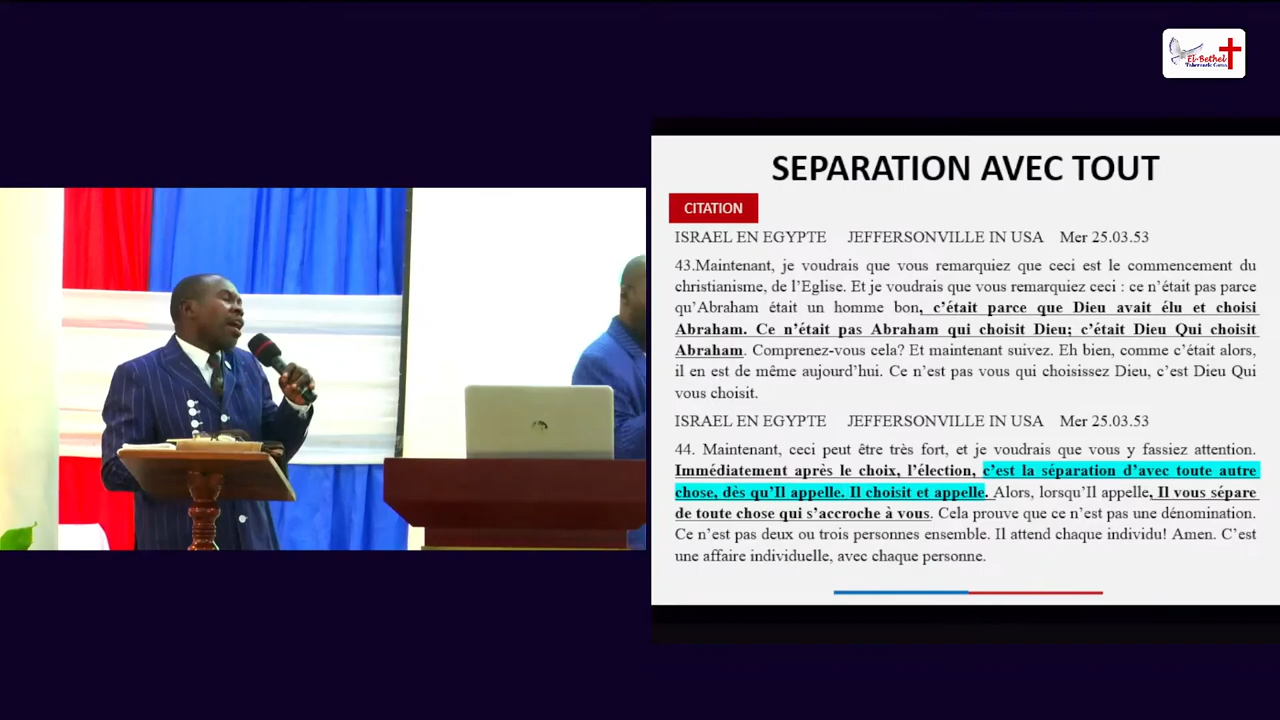 El-Bethel
SEPARATION AVEC TOUT
CITATION
ISRAEL EN EGYPTE JEFFERSONVILLE IN USA Mer 25.03.53
43.Maintenant, je voudrais que vous remarquiez que ceci est le commencement du
christianisme, de l’Eglise. Et je voudrais que vous remarquiez ceci : ce n’était pas parce
qu’Abraham était un homme bon, c’était parce que Dieu avait élu et choisi
Abraham. Ce n’était pas Abraham qui choisit Dieu; c’était Dieu Qui choisit
Abraham. Comprenez-vous cela? Et maintenant suivez. Eh bien, comme c’était alors,
il en est de même aujourd’hui. Ce n’est pas vous qui choisissez Dieu, c’est Dieu Qui
vous choisit.
ISRAEL EN EGYPTE JEFFERSONVILLE IN USA Mer 25.03.53
44. Maintenant, ceci peut être très fort, et je voudrais que vous y fassiez attention.
Immédiatement après le choix, l’élection, c’est la séparation d’avec toute autre
chose, dès qu’Il appelle. Il choisit et appelle. Alors, lorsqu’Il appelle, Il vous sépare
de toute chose qui s’accroche à vous. Cela prouve que ce n’est pas une dénomination.
Ce n’est pas deux ou trois personnes ensemble. Il attend chaque individu! Amen. C’est
une affaire individuelle, avec chaque personne.